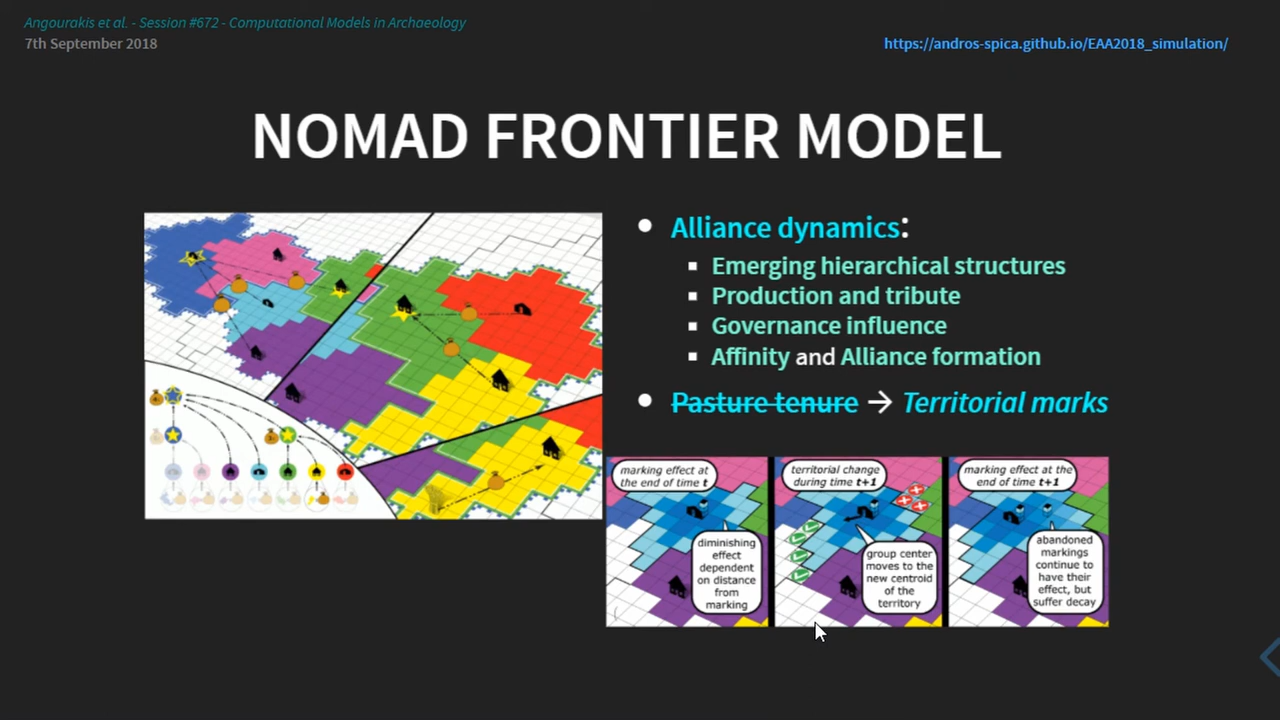 Angourakis et al. - Session #672 - Computational Models in Archaeology
7th September 2018
https://andros-spica.github.io/EAA2018_simulation/
NOMAD FRONTIER MODEL
Alliance dynamics:
Emerging hierarchical structures
Production and tribute
Governance influence
Affinity and Alliance formation
Pasture tenure → Territorial marks
marking effect at
the end of time t
diminishing
effect
dependent
on distance
from
marking
territorial change
during time t+1
group center
moves to the
new centroid
of the
territory
marking effect at the
end of time t+1
abandoned
markings
continue to
have their
effect, but
suffer decay